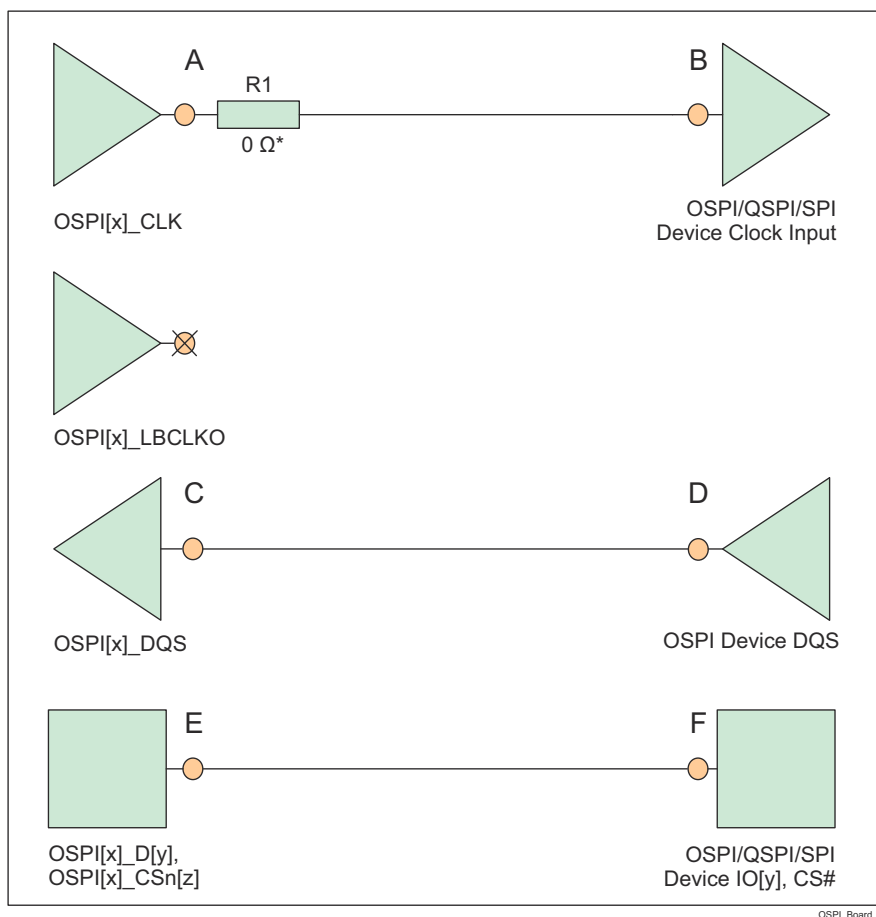 A
B
R1
0 Ω*
OSPI[x]_CLK
OSPI/QSPI/SPI
Device Clock Input
OSPI[x]_LBCLKO
C
D
OSPI[x]_DQS
OSPI Device DQS
E
F
OSPI[x]_D[y],
OSPI[x]_CSn[z]
OSPI/QSPI/SPI
Device IO[y], CS#
OSPI_Board